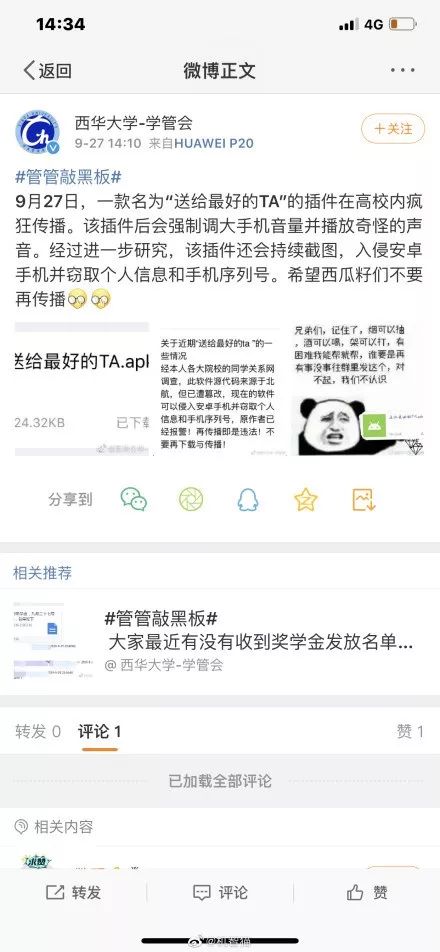 14:34
4G
返回
微博正文
西华大学-学管会
9-27 14:10 来自HUAWEI P20
+关注
#管管敲黑板#
9月27日，一款名为“送给最好的TA”的插件在高校内疯
狂传播。该插件后会强制调大手机音量并播放奇怪的声
音。经过进一步研究，该插件还会持续截图，入侵安卓
手机并窃取个人信息和手机序列号。希望西瓜籽们不要
再传播
送给最好的TA.apk
24.32KB
已下载
关于近期“送给最好的ta ”的一
些情况
经本人各大院校的同学关系网
调查，此软件源代码来源于北
航，但已遭篡改，现在的软件
可以侵入安卓手机并窃取个人
信息和手机序列号，原作者已
经报警！再传播即是违法！不
要再下载与传播！
兄弟们，记住了，烟可以抽
，酒可以喝，架可以打，有
困难我能帮就帮，谁要是再
有事没事往群里发这个，对
不起，我们不认识
分享到
相关推荐
#管管敲黑板#
大家最近有没有收到奖学金发放名单...
@ 西华大学-学管会
转发 0
评论 1
赞 1
已加载全部评论
相关内容
求赞
转发
评论
赞